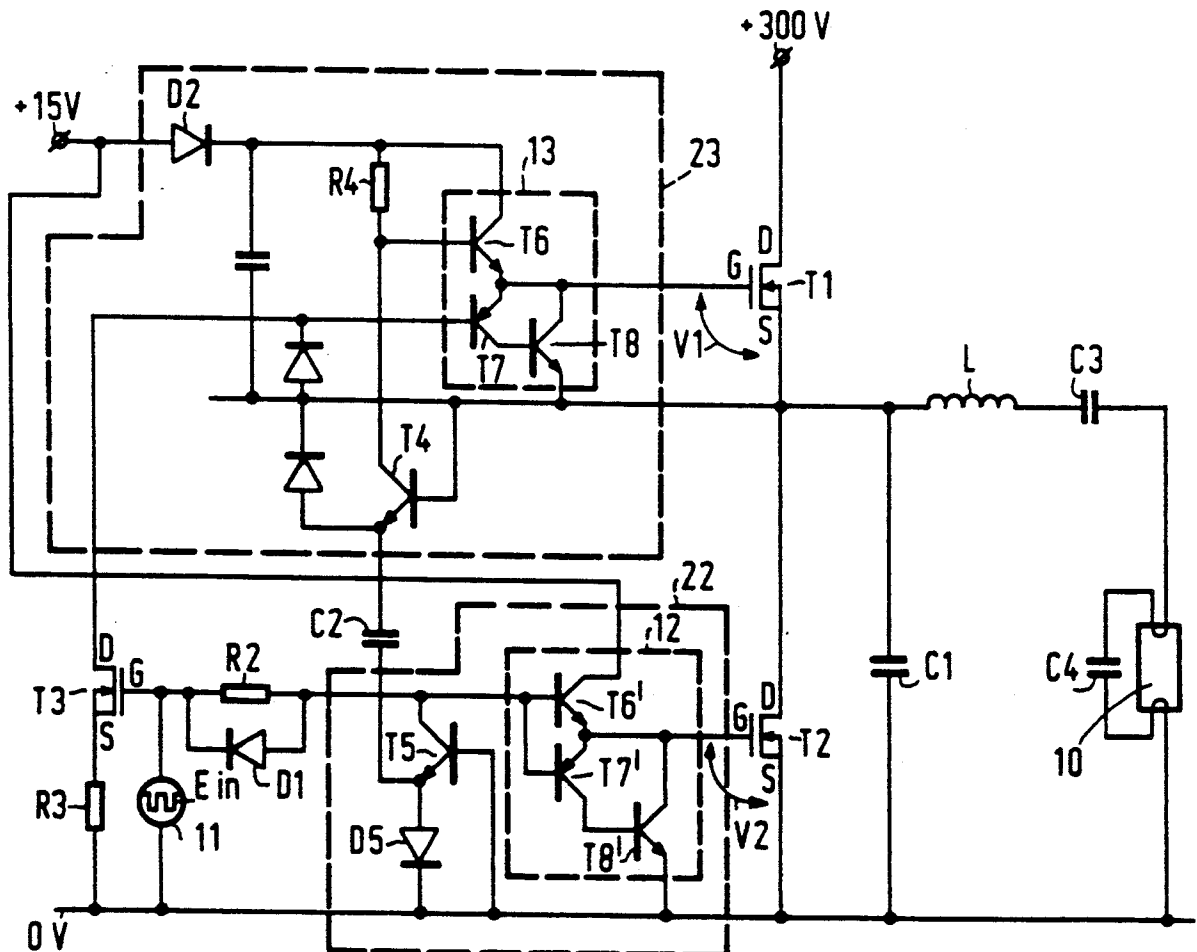 +300 V
+15V
D2
13
23
R4
T6
D
G
T1
S
V1
T7
T8
L
C3
T4
22
C2
12
D
G
R2
T3
S
T6'
D
G
T2
S
C1
C4
T5
T7'
E in
D1
R3
11
D5
T8'
V2
10
0 V